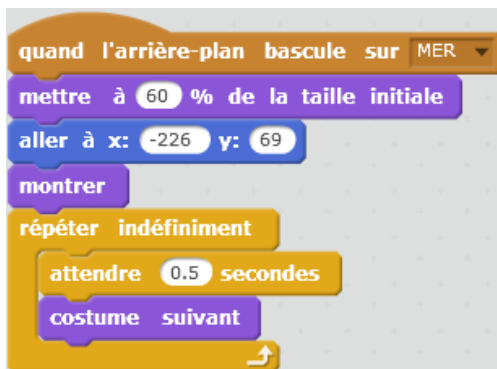 quand l'arrière-plan bascule sur MER
mettre à 60 % de la taille initiale
aller à x: -226 y: 69
montrer
répéter indéfiniment
attendre 0.5 secondes
costume suivant